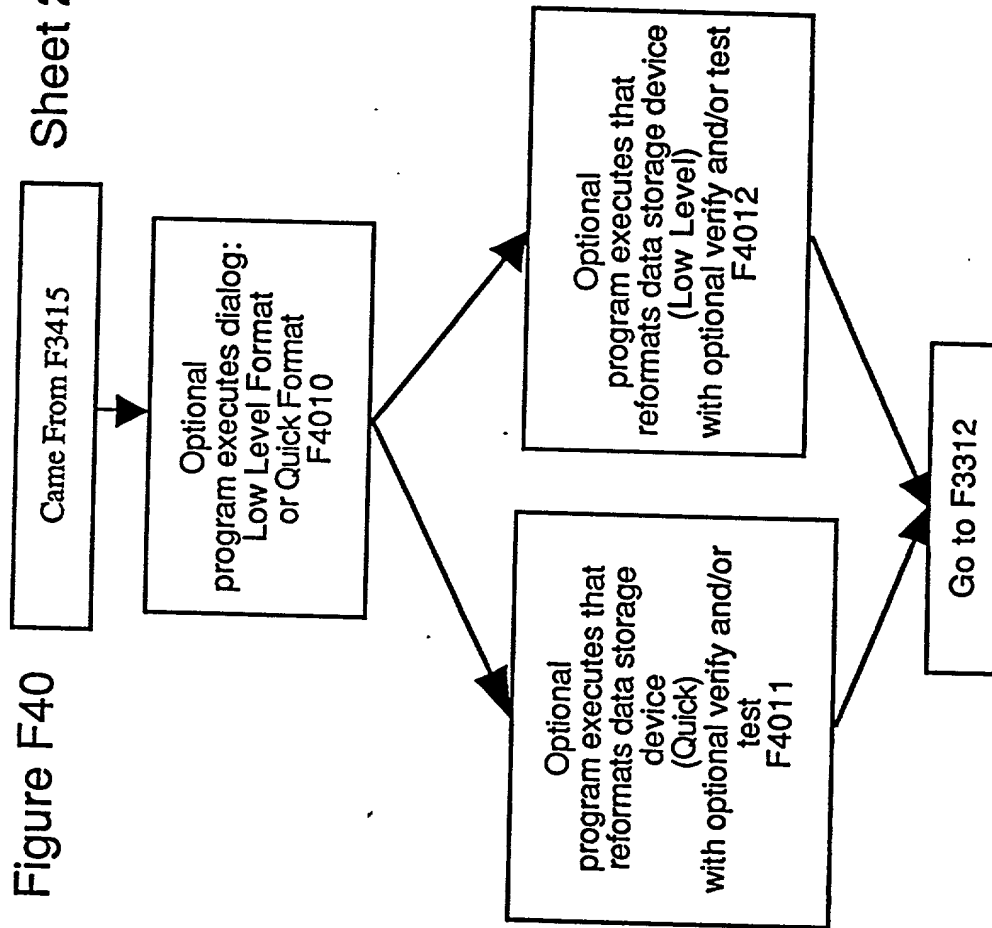 Figure F40
Sheet
Came From F3415
Optional
program executes dialog:
Low Level Format
or Quick Format
F4010
Optional
program executes that
reformats data storage
device
(Quick)
with optional verify and/or
test
F4011
Optional
program executes that
reformats data storage device
(Low Level)
with optional verify and/or test
F4012
Go to F3312